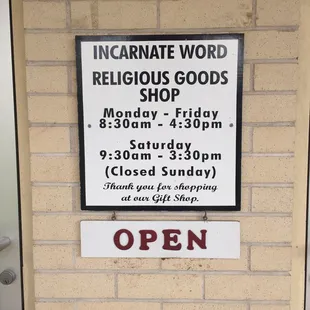 INCARNATE WORD
RELIGIOUS GOODS
SHOP
Monday - Friday
8:30am - 4:30pm
Saturday
9:30am - 3:30pm
(Closed Sunday)
Thank you for shopping
at our Gift Shop.
OPEN